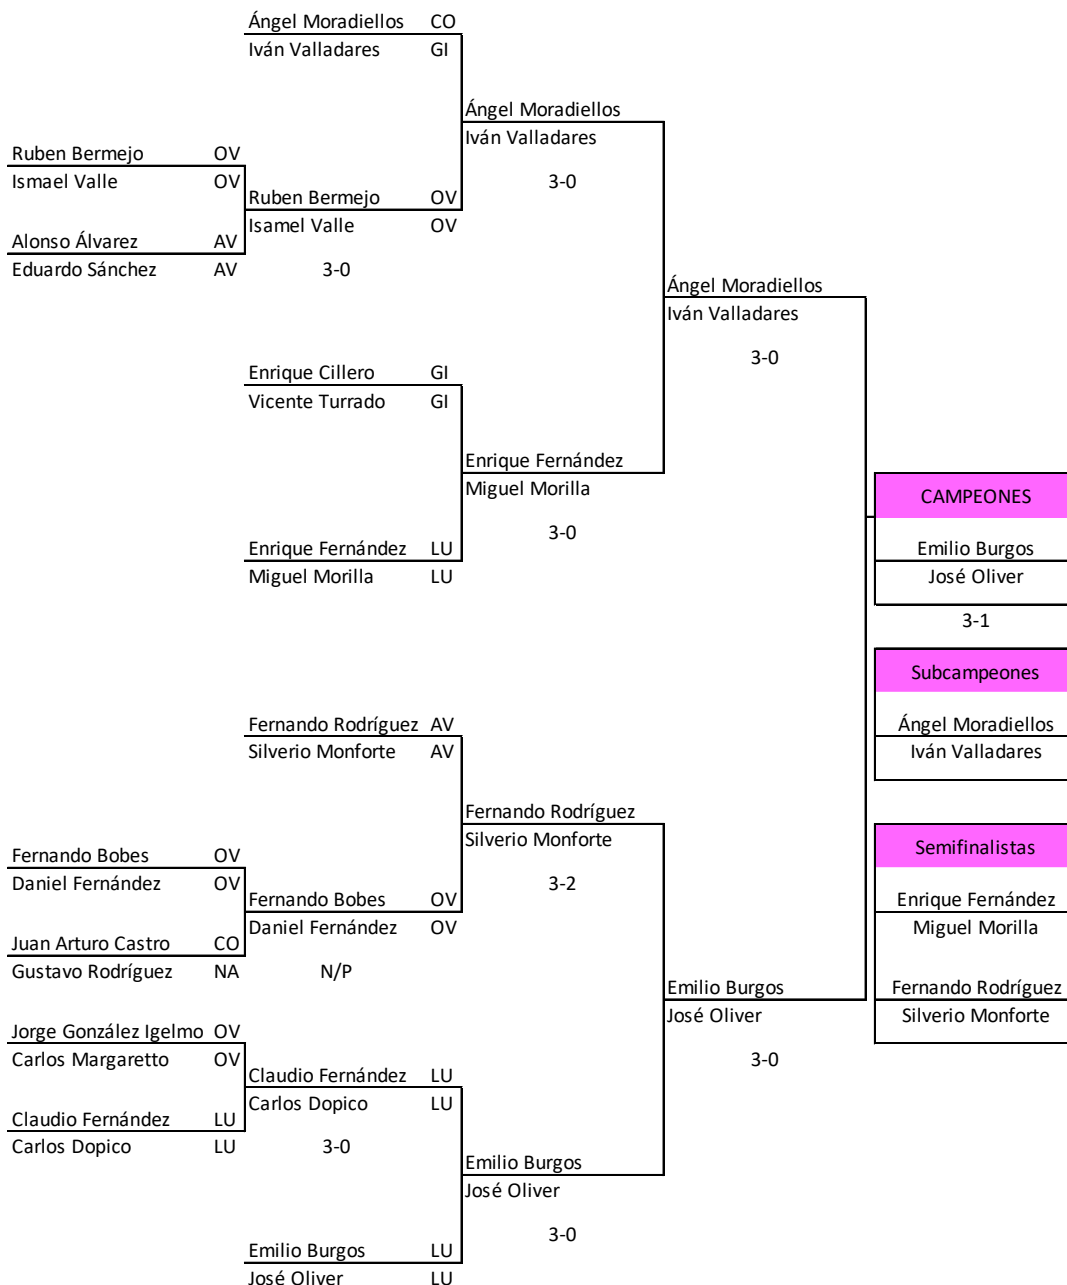 Ángel Moradiellos CO
Iván Valladares GI
Ángel Moradiellos
Iván Valladares
Ruben Bermejo OV
Ismael Valle OV
3-0
Ruben Bermejo OV
Isamel Valle OV
Alonso Álvarez AV
Eduardo Sánchez AV
3-0
Ángel Moradiellos
Iván Valladares
3-0
Enrique Cillero GI
Vicente Turrado GI
Enrique Fernández
Miguel Morilla
CAMPEONES
3-0
Enrique Fernández LU
Miguel Morilla LU
Emilio Burgos
José Oliver
3-1
Subcampeones
Fernando Rodríguez AV
Silverio Monforte AV
Ángel Moradiellos
Iván Valladares
Fernando Rodríguez
Silverio Monforte
Semifinalistas
Fernando Bobes OV
Daniel Fernández OV
3-2
Fernando Bobes OV
Daniel Fernández OV
Enrique Fernández
Miguel Morilla
Juan Arturo Castro CO
Gustavo Rodríguez NA
N/P
Emilio Burgos
José Oliver
Fernando Rodríguez
Silverio Monforte
Jorge González Igelmo OV
Carlos Margaretto OV
3-0
Claudio Fernández LU
Carlos Dopico LU
Claudio Fernández LU
Carlos Dopico LU
3-0
Emilio Burgos
José Oliver
3-0
Emilio Burgos LU
José Oliver LU